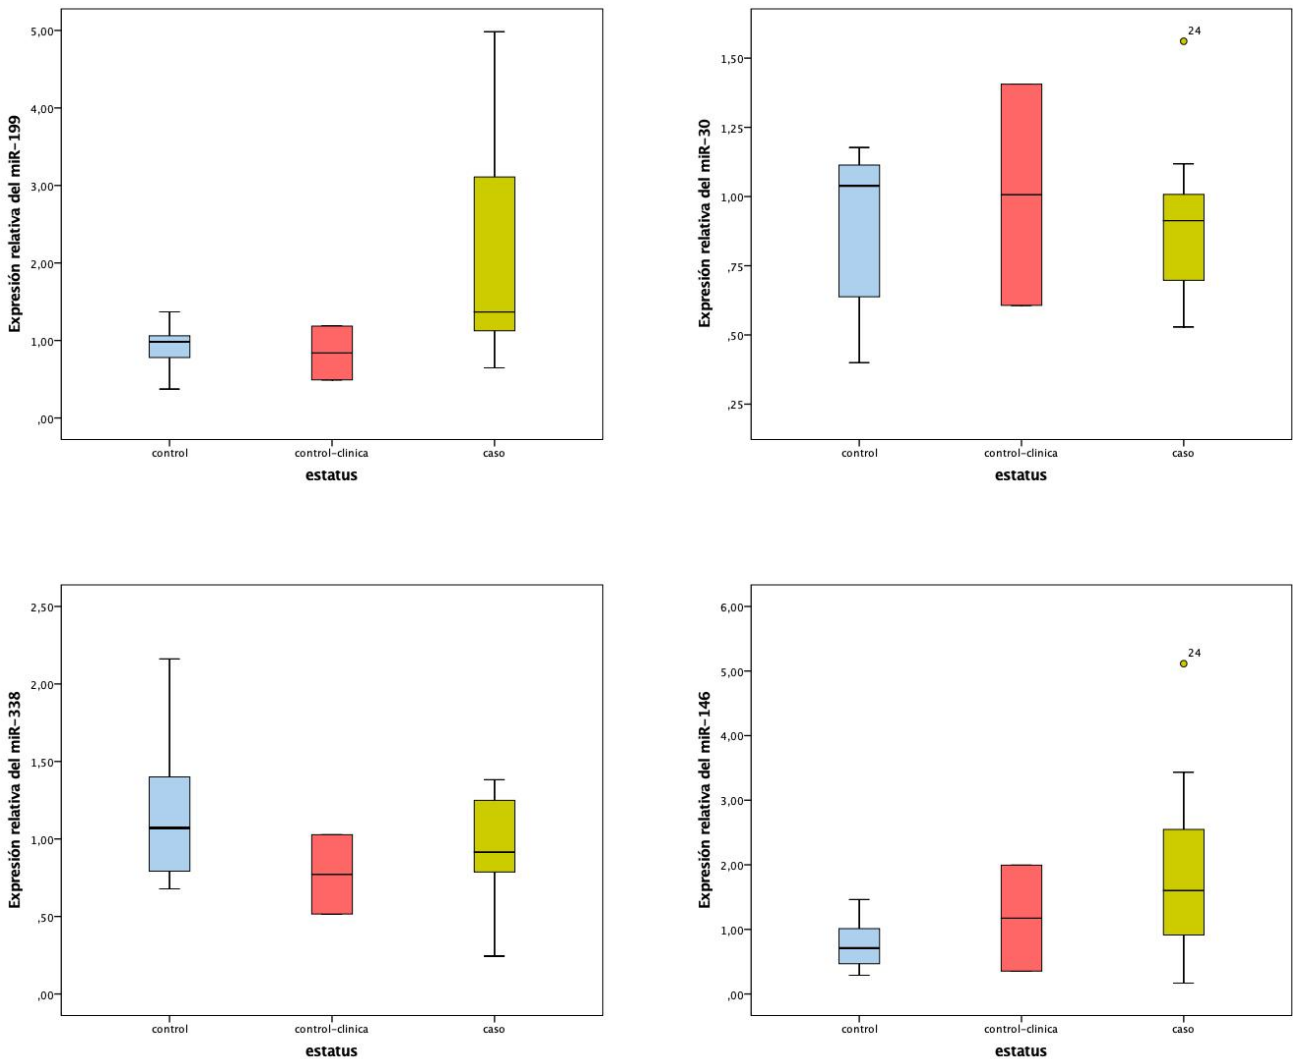 Expresión relativa del miR-199
5,00
4,00
3,00
2,00
1,00
,00
control
control-clinica
caso
estatus
Expresión relativa del miR-30
24
1,50
1,25
1,00
,75
,50
,25
control
control-clinica
caso
estatus
Expresión relativa del miR-338
2,50
2,00
1,50
1,00
,50
,00
control
control-clinica
caso
estatus
Expresión relativa del miR-146
6,00
24
5,00
4,00
3,00
2,00
1,00
,00
control
control-clinica
caso
estatus